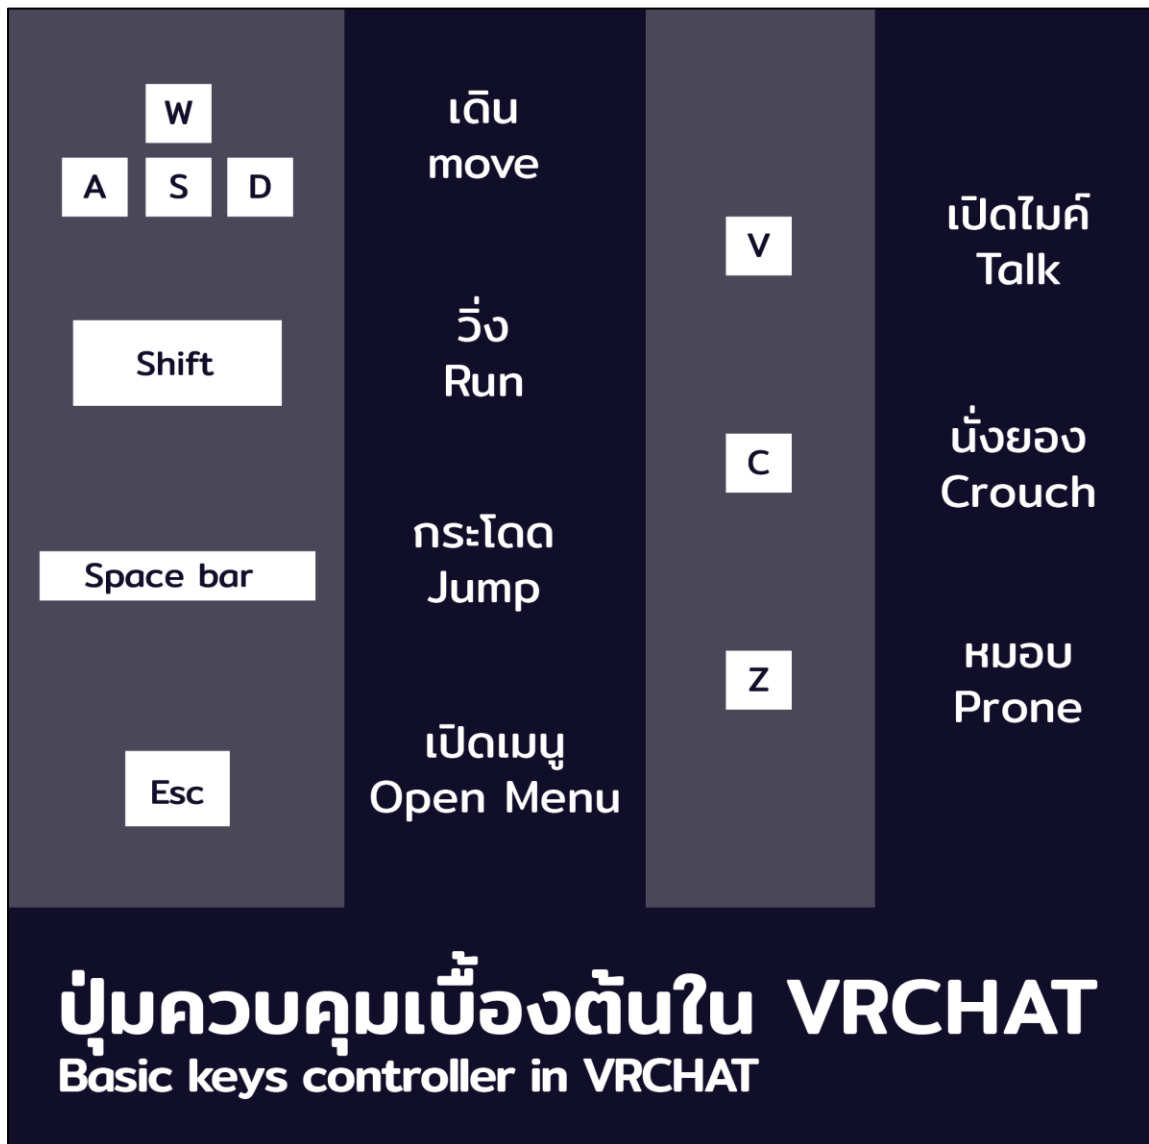 W
A S D
เดิน
move
Shift
วิ่ง
Run
Space bar
กระโดด
Jump
Esc
เปิดเมนู
Open Menu
V
เปิดไมค์
Talk
C
นั่งยอง
Crouch
Z
หมอบ
Prone
ปุ่มควบคุมเบื้องต้นใน VRCHAT
Basic keys controller in VRCHAT